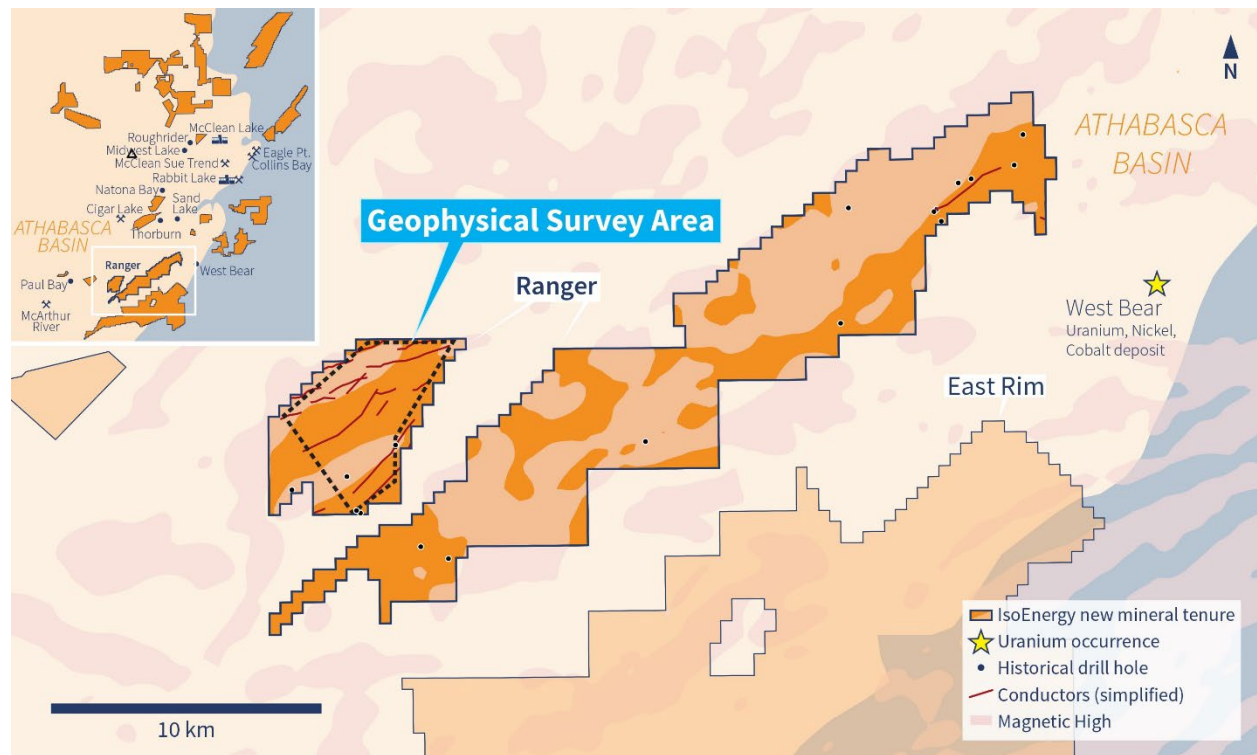 McClean Lake
Roughrider
Midwest Lake
McClean Sue Trend
Eagle Pt.
Collins Bay
Rabbit Lake
Natona Bay
Sand
Lake
Cigar Lake
Thorburn
ATHABASCA
BASIN
Ranger
West Bear
Paul Bay
McArthur
River
N
ATHABASCA
BASIN
Geophysical Survey Area
Ranger
West Bear
Uranium, Nickel,
Cobalt deposit
East Rim
IsoEnergy new mineral tenure
Uranium occurrence
Historical drill hole
Conductors (simplified)
Magnetic High
10 km